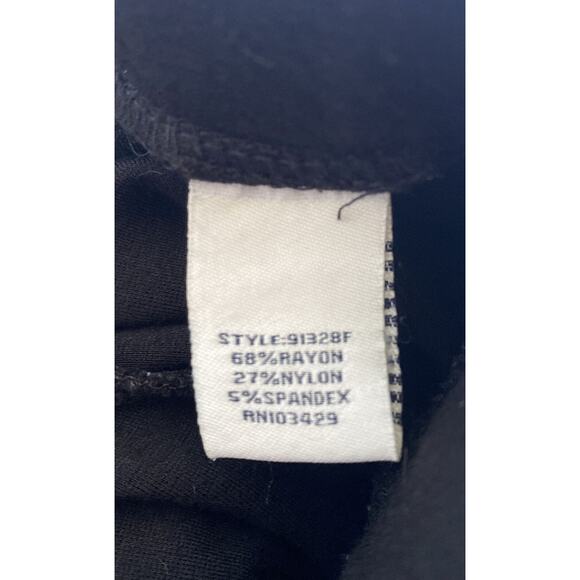 STYLE:91328F
68%RAYON
27%NYLON
5%SPANDEX
RN103429